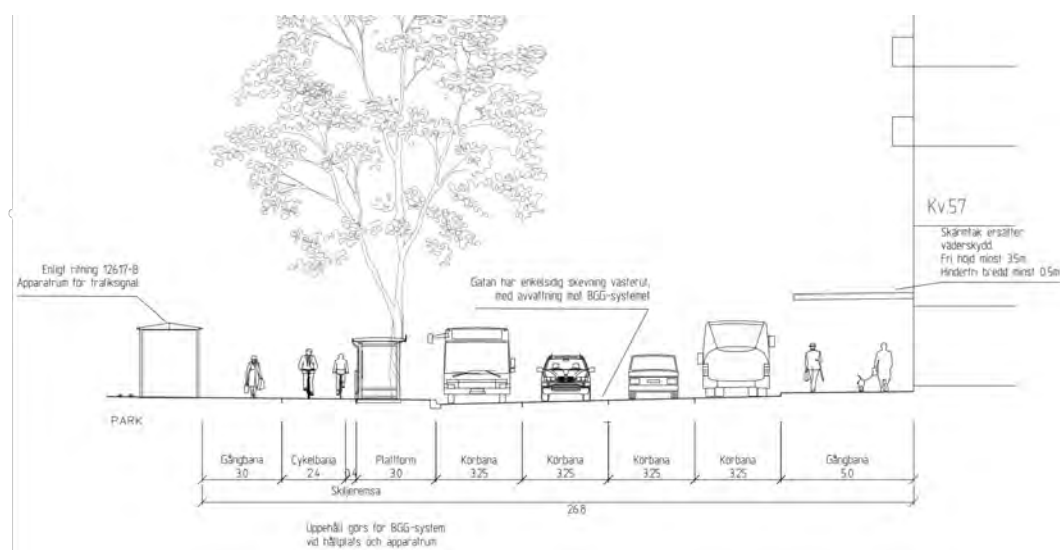 Kv.57
Skärmtak ersätter
väderskydd.
Fri höjd minst 3.5m.
Hinderfri bredd minst 0.5m
Enligt ritning 12617-B
Apparatrum för trafiksignal
Gatan har enkelsidig skevning västerut,
med avvattning mot BGG-systemet
PARK
Gångbana
3.0
Cykelbana
2.4
0.4
Plattform
3.0
Körbana
3.25
Körbana
3.25
Körbana
3.25
Körbana
3.25
Gångbana
5.0
Skiljeremsa
26.8
Uppehåll görs för BGG-system
vid hållplats och apparatrum